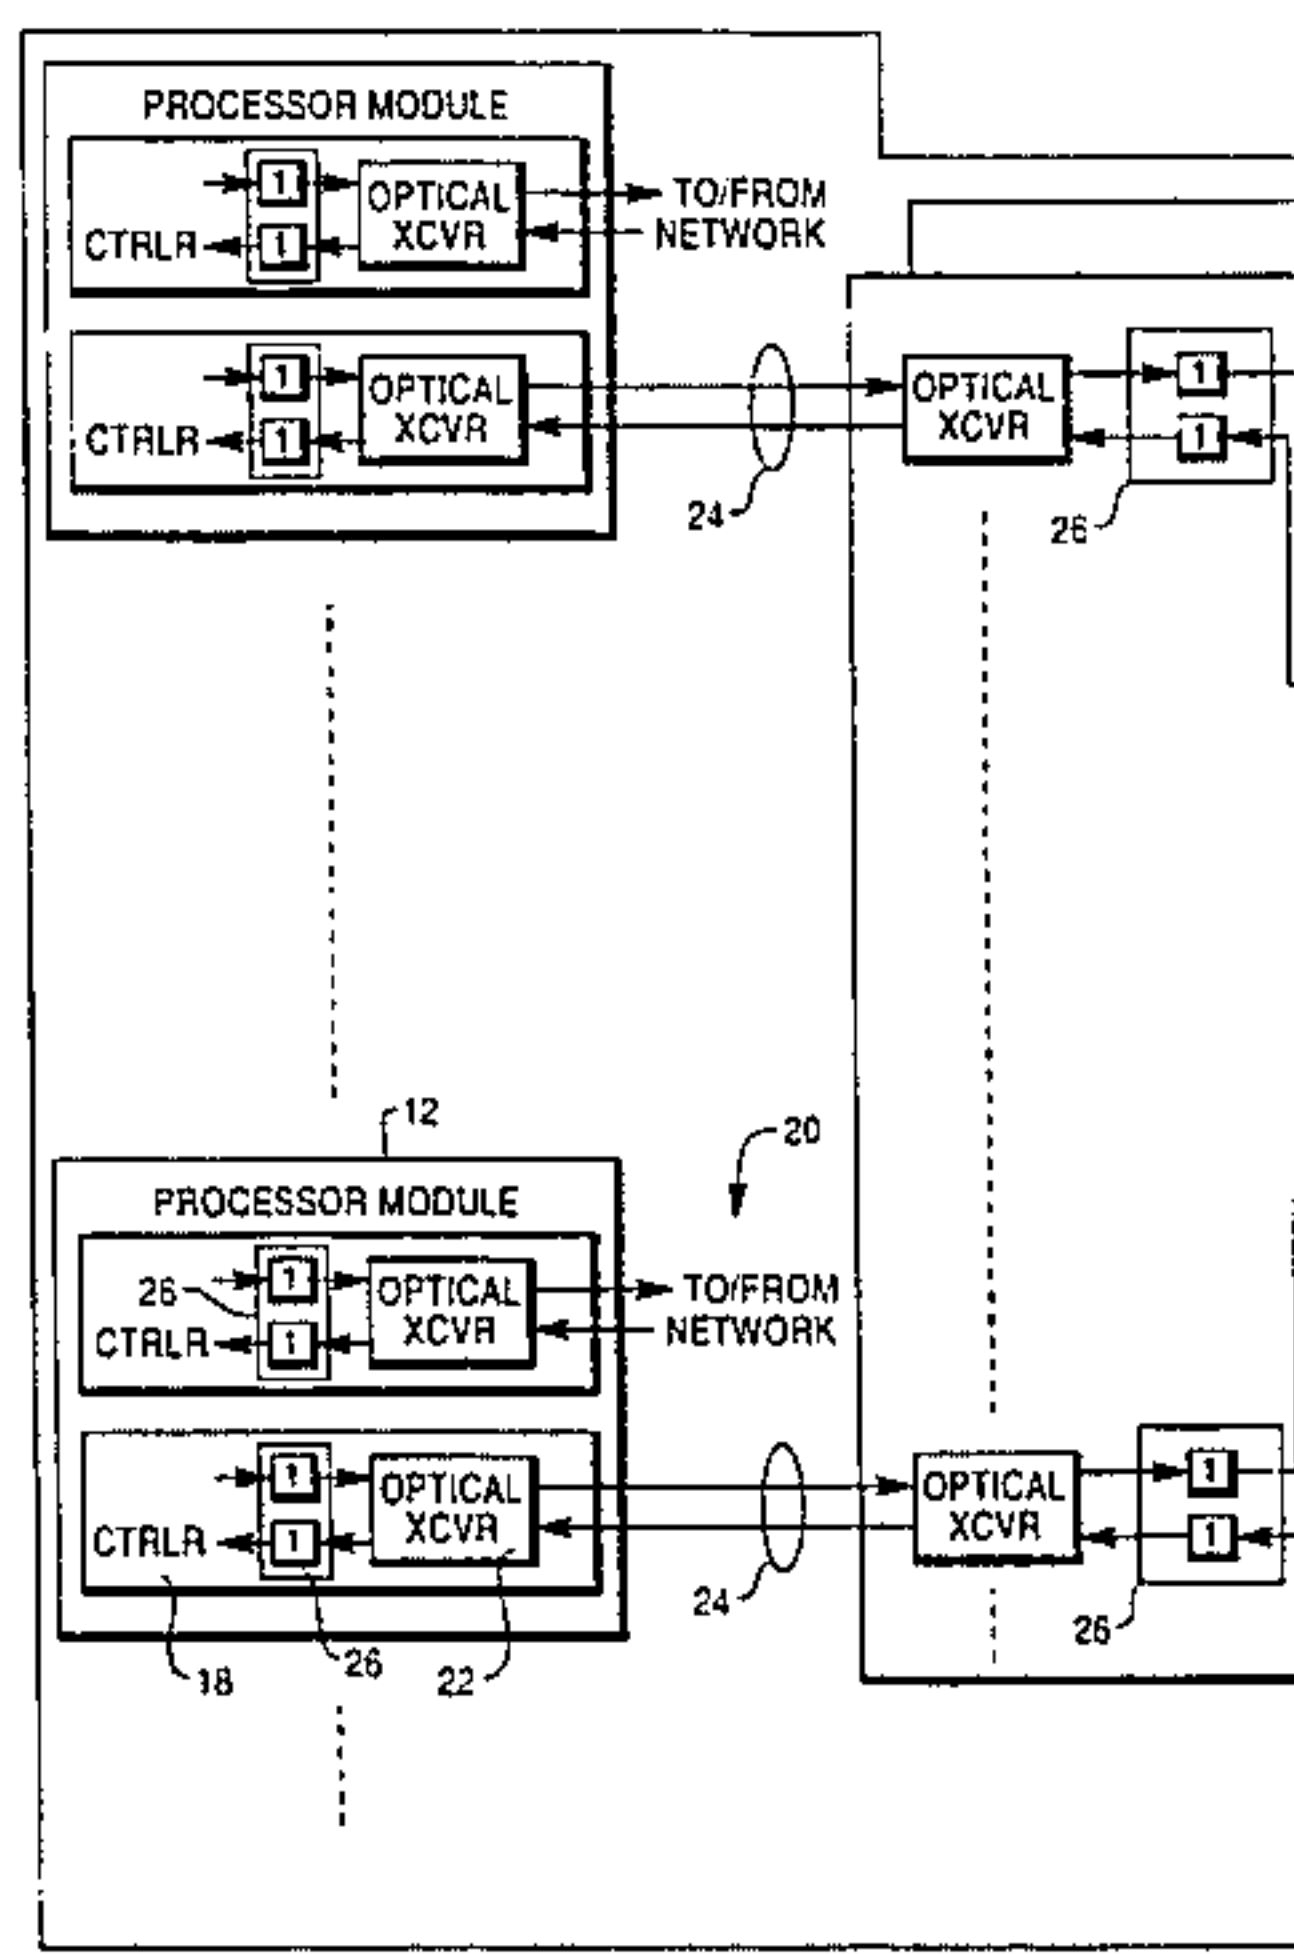 PROCESSOR MODULE
1
OPTICAL
XCVR
TO/FROM
NETWORK
CTRLR
1
1
OPTICAL
XCVR
CTRLR
1
24
OPTICAL
XCVR
1
1
26
12
20
PROCESSOR MODULE
26
1
OPTICAL
XCVR
TO/FROM
NETWORK
CTRLR
1
1
OPTICAL
XCVR
CTRLR
1
18
26
22
24
OPTICAL
XCVR
1
1
26